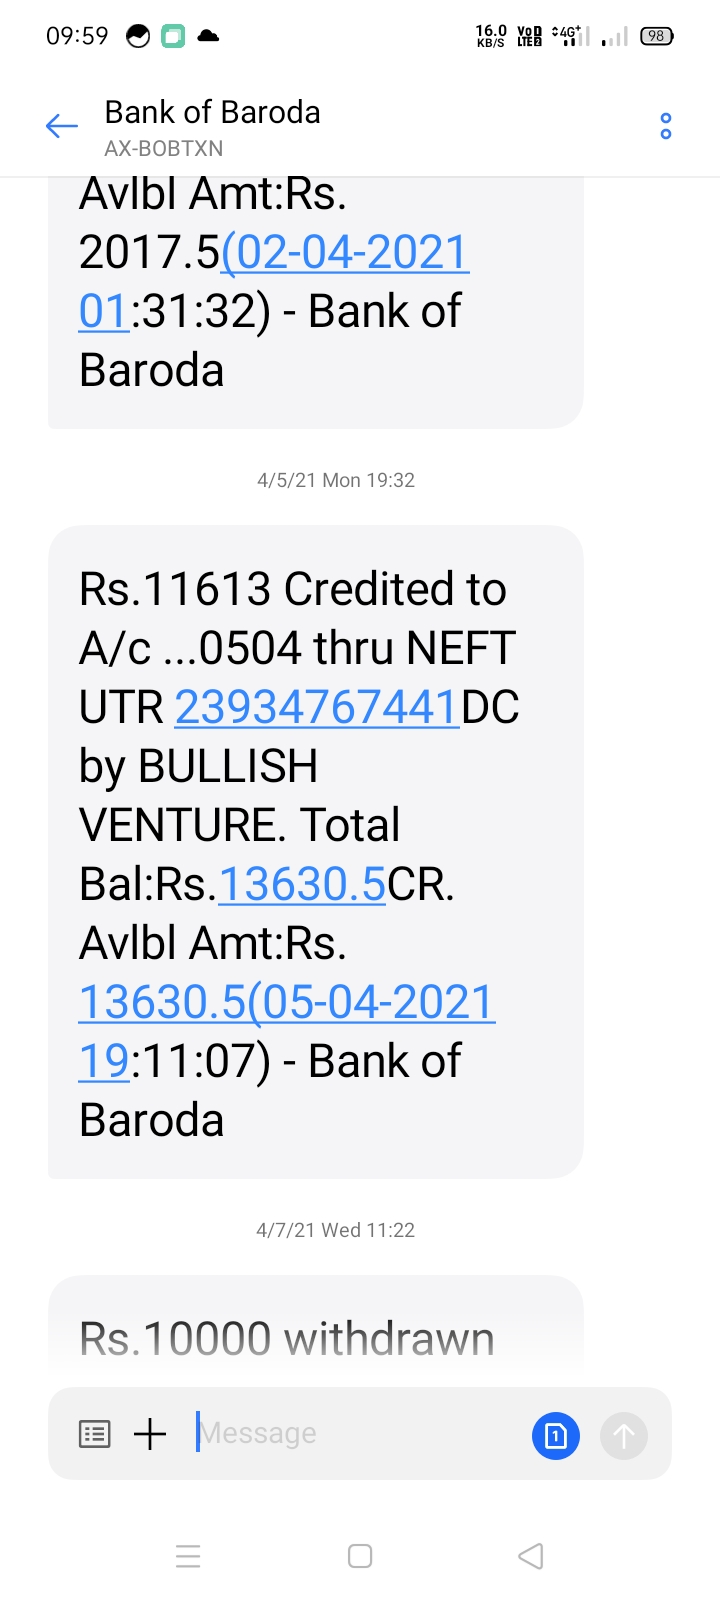 09:59
16.0 KB/S VoD LTE2 4G+ 98
Bank of Baroda
AX-BOBTXN
Avlbl Amt:Rs.
2017.5(02-04-2021
01:31:32) - Bank of
Baroda
4/5/21 Mon 19:32
Rs.11613 Credited to
A/c ...0504 thru NEFT
UTR 23934767441DC
by BULLISH
VENTURE. Total
Bal:Rs.13630.5CR.
Avlbl Amt:Rs.
13630.5(05-04-2021
19:11:07) - Bank of
Baroda
4/7/21 Wed 11:22
Rs.10000 withdrawn
Message
1